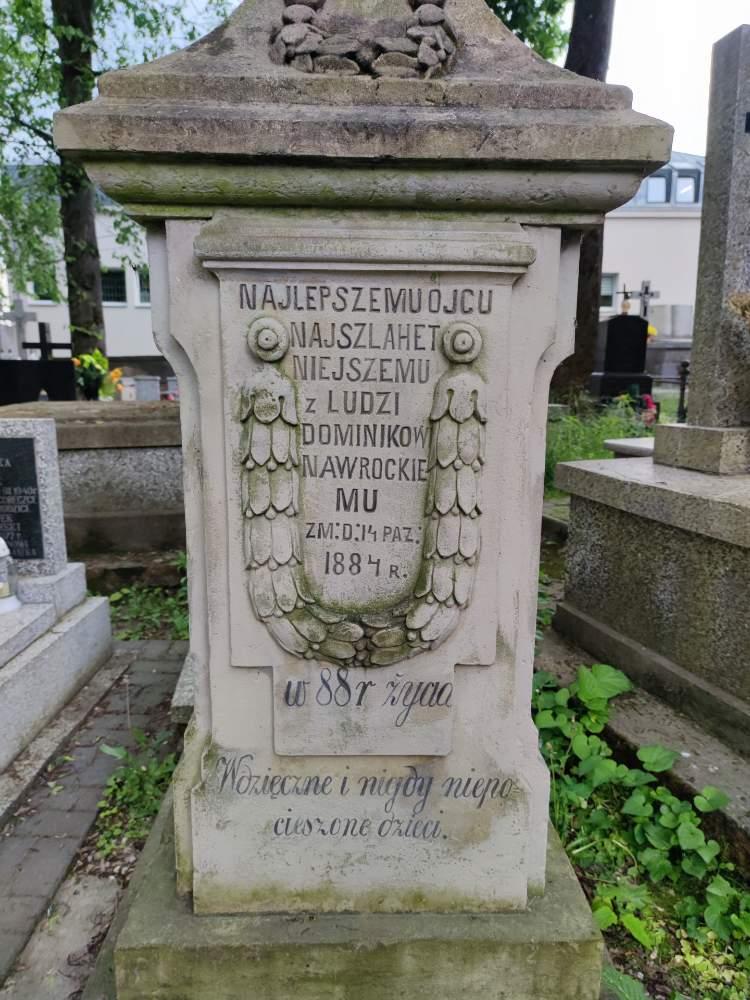 NAJLEPSZEMU OJCU
NAJSZLAHET
NIEJSZEMU
z LUDZI
DOMINIKOW
NAWROCKIE
MU
ZM: D: 14 PAZ:
1884 R.
w 88 r życia
Wdzięczne i nigdy niepo
cieszone dzieci.